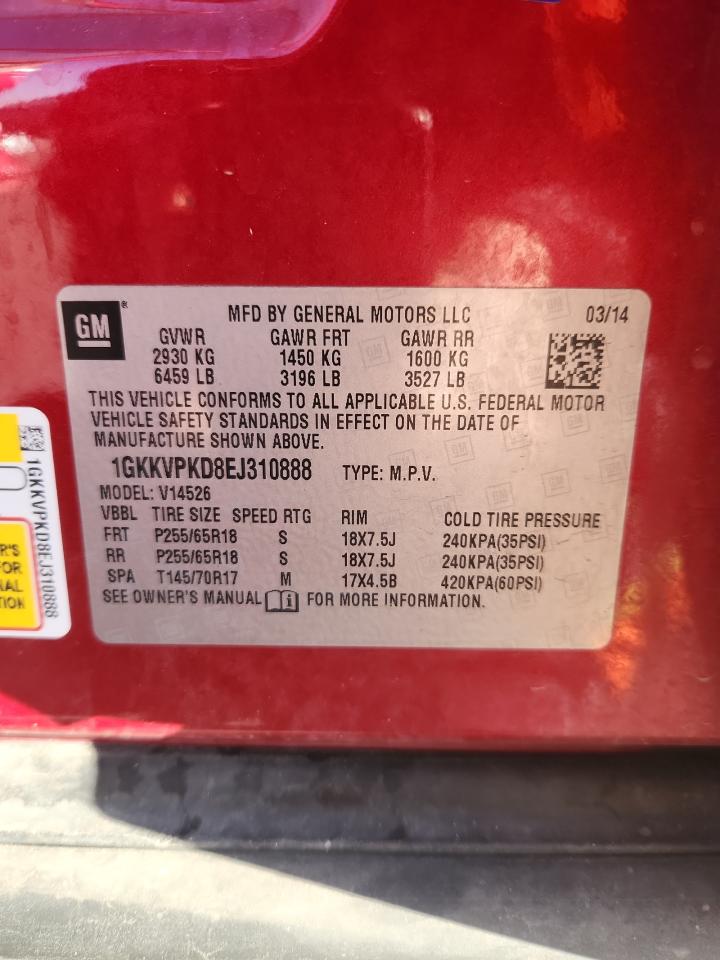 GM®
MFD BY GENERAL MOTORS LLC 03/14
GVWR GAWR FRT GAWR RR
2930 KG 1450 KG 1600 KG
6459 LB 3196 LB 3527 LB
THIS VEHICLE CONFORMS TO ALL APPLICABLE U.S. FEDERAL MOTOR
VEHICLE SAFETY STANDARDS IN EFFECT ON THE DATE OF
MANUFACTURE SHOWN ABOVE.
1GKKVPKD8EJ310888 TYPE: M.P.V.
MODEL: V14526
VBBL TIRE SIZE SPEED RTG RIM COLD TIRE PRESSURE
FRT P255/65R18 S 18X7.5J 240KPA(35PSI)
RR P255/65R18 S 18X7.5J 240KPA(35PSI)
SPA T145/70R17 M 17X4.5B 420KPA(60PSI)
SEE OWNER'S MANUAL i FOR MORE INFORMATION.
1GKKVPKD8EJ310888
R'S
FOR
NAL
TION